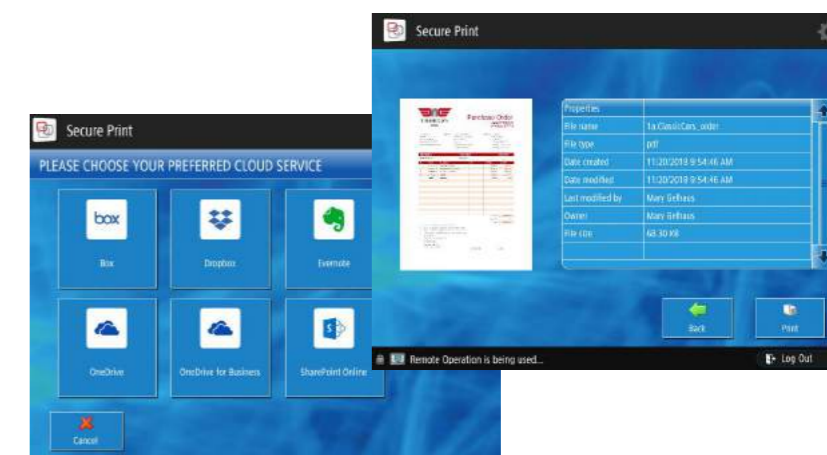 Secure Print
PLEASE CHOOSE YOUR PREFERRED CLOUD SERVICE
box
Box
Dropbox
Evernote
OneDrive
OneDrive for Business
SharePoint Online
Cancel
Secure Print
Purchase Order
Properties
File name 1a.ClassicCars_order
File type pdf
Date created 11/20/2018 9:54:46 AM
Date modified 11/20/2018 9:54:46 AM
Last modified by Mary Gelhaus
Owner Mary Gelhaus
File size 68.30 KB
Back
Print
Remote Operation is being used...
Log Out